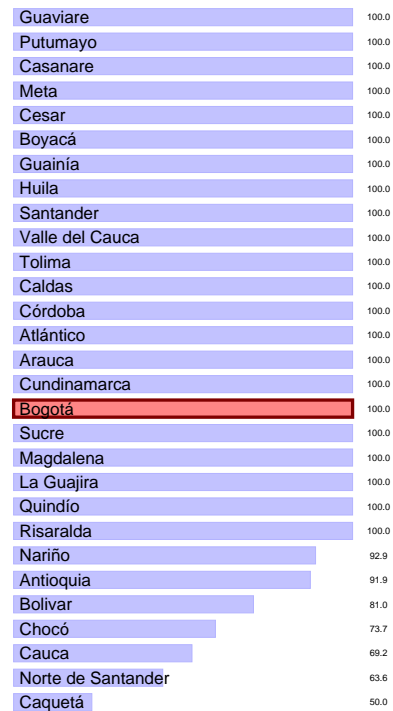 Guaviare 100.0
Putumayo 100.0
Casanare 100.0
Meta 100.0
Cesar 100.0
Boyacá 100.0
Guainía 100.0
Huila 100.0
Santander 100.0
Valle del Cauca 100.0
Tolima 100.0
Caldas 100.0
Córdoba 100.0
Atlántico 100.0
Arauca 100.0
Cundinamarca 100.0
Bogotá 100.0
Sucre 100.0
Magdalena 100.0
La Guajira 100.0
Quindío 100.0
Risaralda 100.0
Nariño 92.9
Antioquia 91.9
Bolivar 81.0
Chocó 73.7
Cauca 69.2
Norte de Santander 63.6
Caquetá 50.0